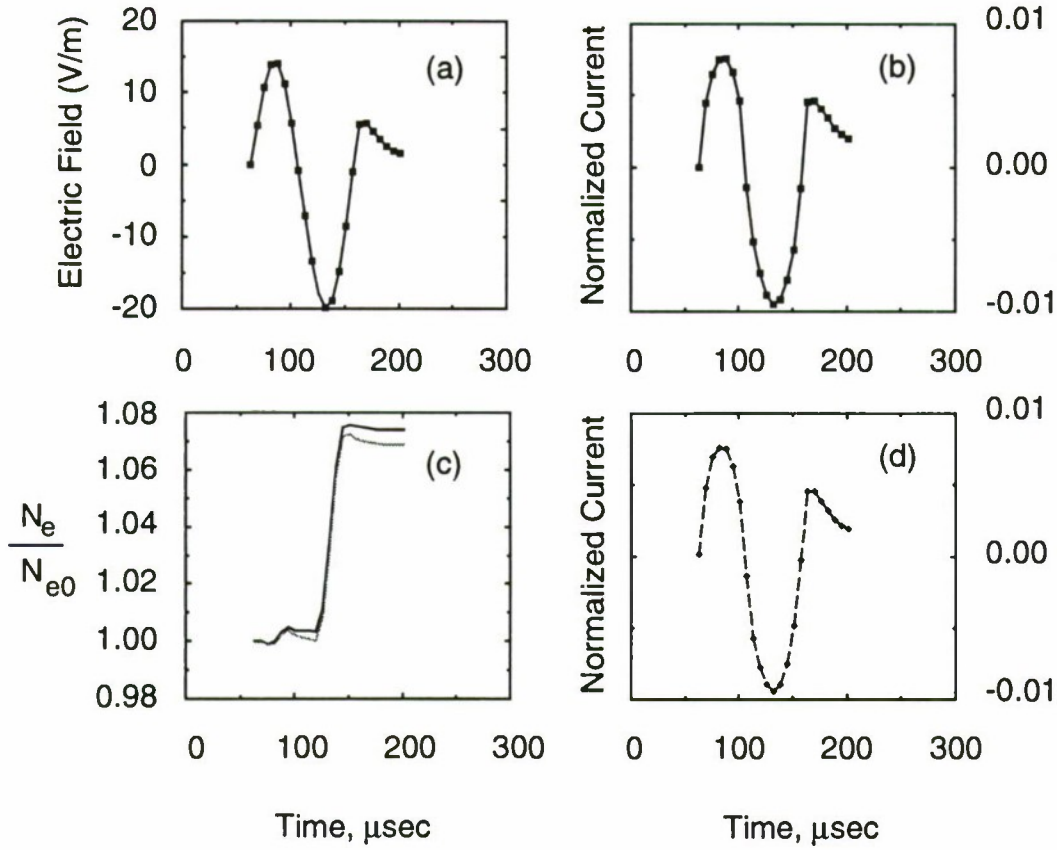 Electric Field (V/m)
20
10
0
-10
-20
(a)
0 100 200 300
Normalized Current
(b)
0.01
0.00
-0.01
0 100 200 300
Ne
Ne0
1.08
1.06
1.04
1.02
1.00
0.98
(c)
0 100 200 300
Time, μsec
Normalized Current
(d)
0.01
0.00
-0.01
0 100 200 300
Time, μsec